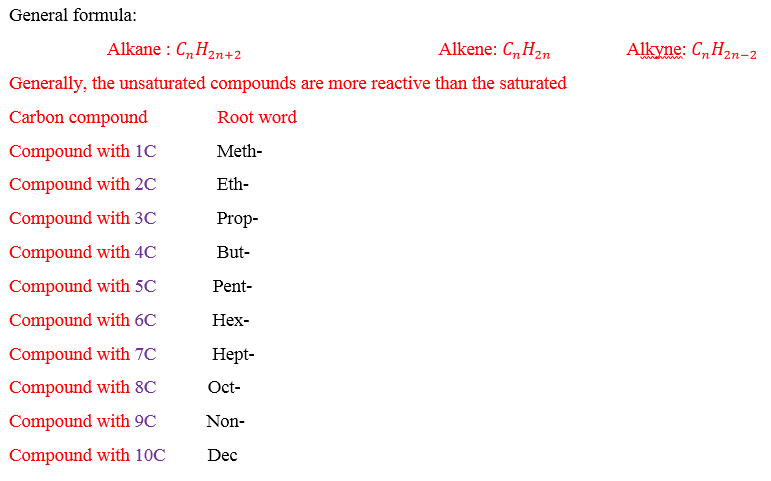 General formula:
Alkane : CₙH₂ₙ₊₂ Alkene: CₙH₂ₙ Alkyne: CₙH₂ₙ₋₂
Generally, the unsaturated compounds are more reactive than the saturated
Carbon compound Root word
Compound with 1C Meth-
Compound with 2C Eth-
Compound with 3C Prop-
Compound with 4C But-
Compound with 5C Pent-
Compound with 6C Hex-
Compound with 7C Hept-
Compound with 8C Oct-
Compound with 9C Non-
Compound with 10C Dec